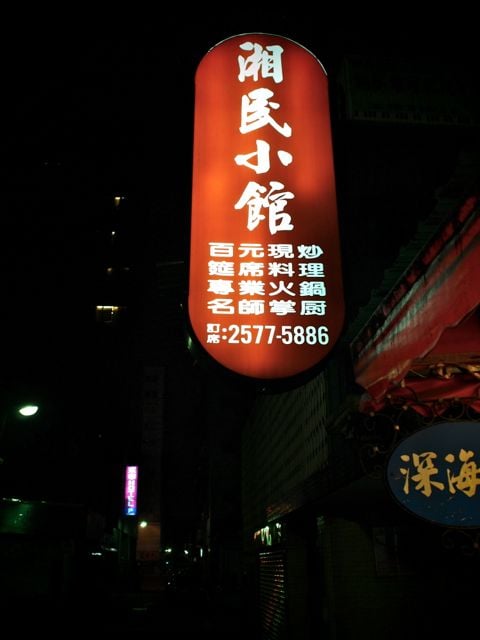 湘民小館
百元現炒
筵席料理
專業火鍋
名師掌厨
訂席:2577-5886
深海